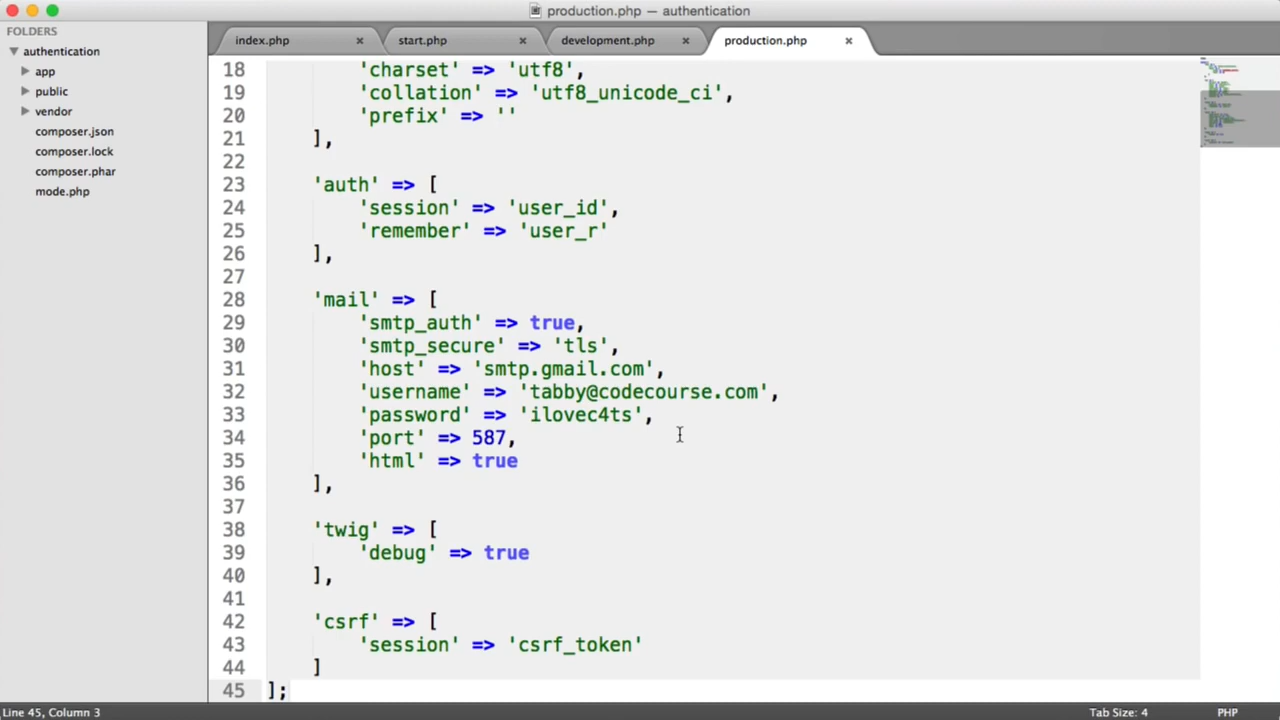 production.php — authentication
FOLDERS
authentication
app
public
vendor
composer.json
composer.lock
composer.phar
mode.php
index.php × start.php × development.php × production.php ×
18 'charset' => 'utf8',
19 'collation' => 'utf8_unicode_ci',
20 'prefix' => ''
21 ],
22
23 'auth' => [
24 'session' => 'user_id',
25 'remember' => 'user_r'
26 ],
27
28 'mail' => [
29 'smtp_auth' => true,
30 'smtp_secure' => 'tls',
31 'host' => 'smtp.gmail.com',
32 'username' => 'tabby@codecourse.com',
33 'password' => 'ilovec4ts',
34 'port' => 587,
35 'html' => true
36 ],
37
38 'twig' => [
39 'debug' => true
40 ],
41
42 'csrf' => [
43 'session' => 'csrf_token'
44 ]
45 ];
Line 45, Column 3 Tab Size: 4 PHP